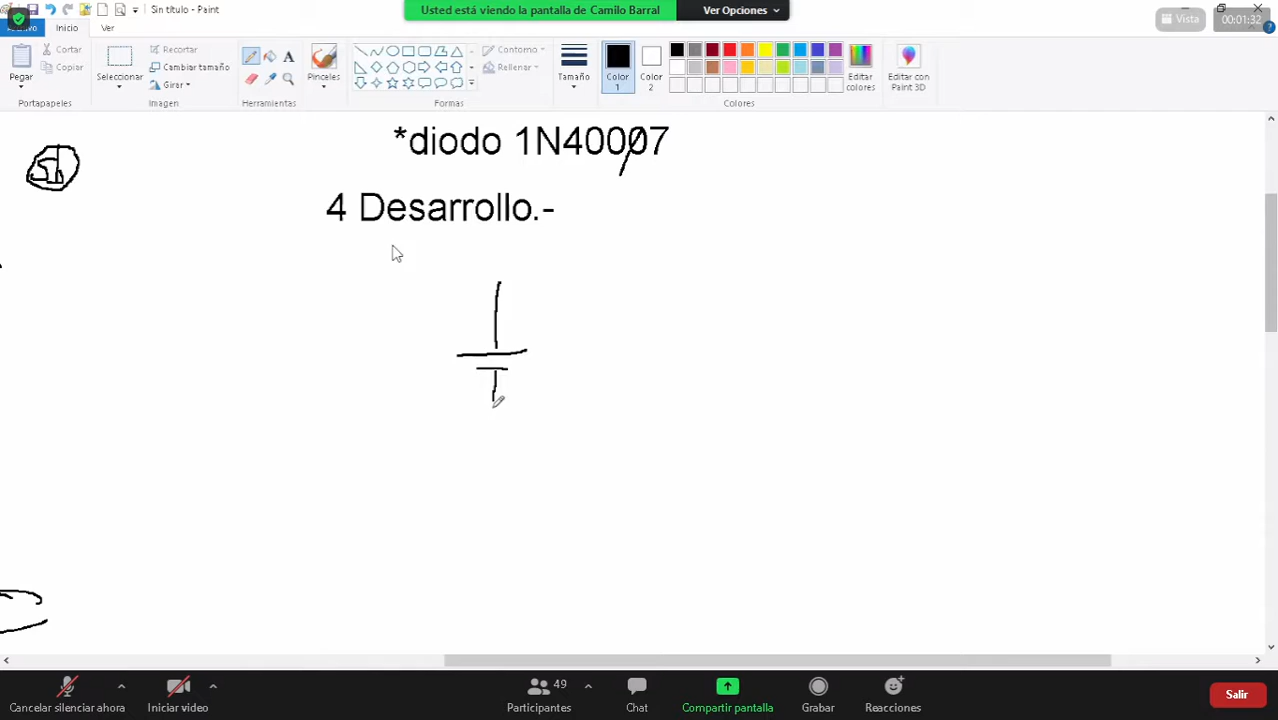 Sin título - Paint
Usted está viendo la pantalla de Camilo Barral
Ver Opciones
Vista
00:01:32
Inicio
Ver
Pegar
Cortar
Copiar
Portapapeles
Seleccionar
Recortar
Cambiar tamaño
Girar
Imagen
Herramientas
Pinceles
Contorno
Rellenar
Formas
Tamaño
Color 1
Color 2
Editar colores
Colores
Editar con Paint 3D
*diodo 1N40007
4 Desarrollo.-
Cancelar silenciar ahora
Iniciar video
49
Participantes
Chat
Compartir pantalla
Grabar
Reacciones
Salir